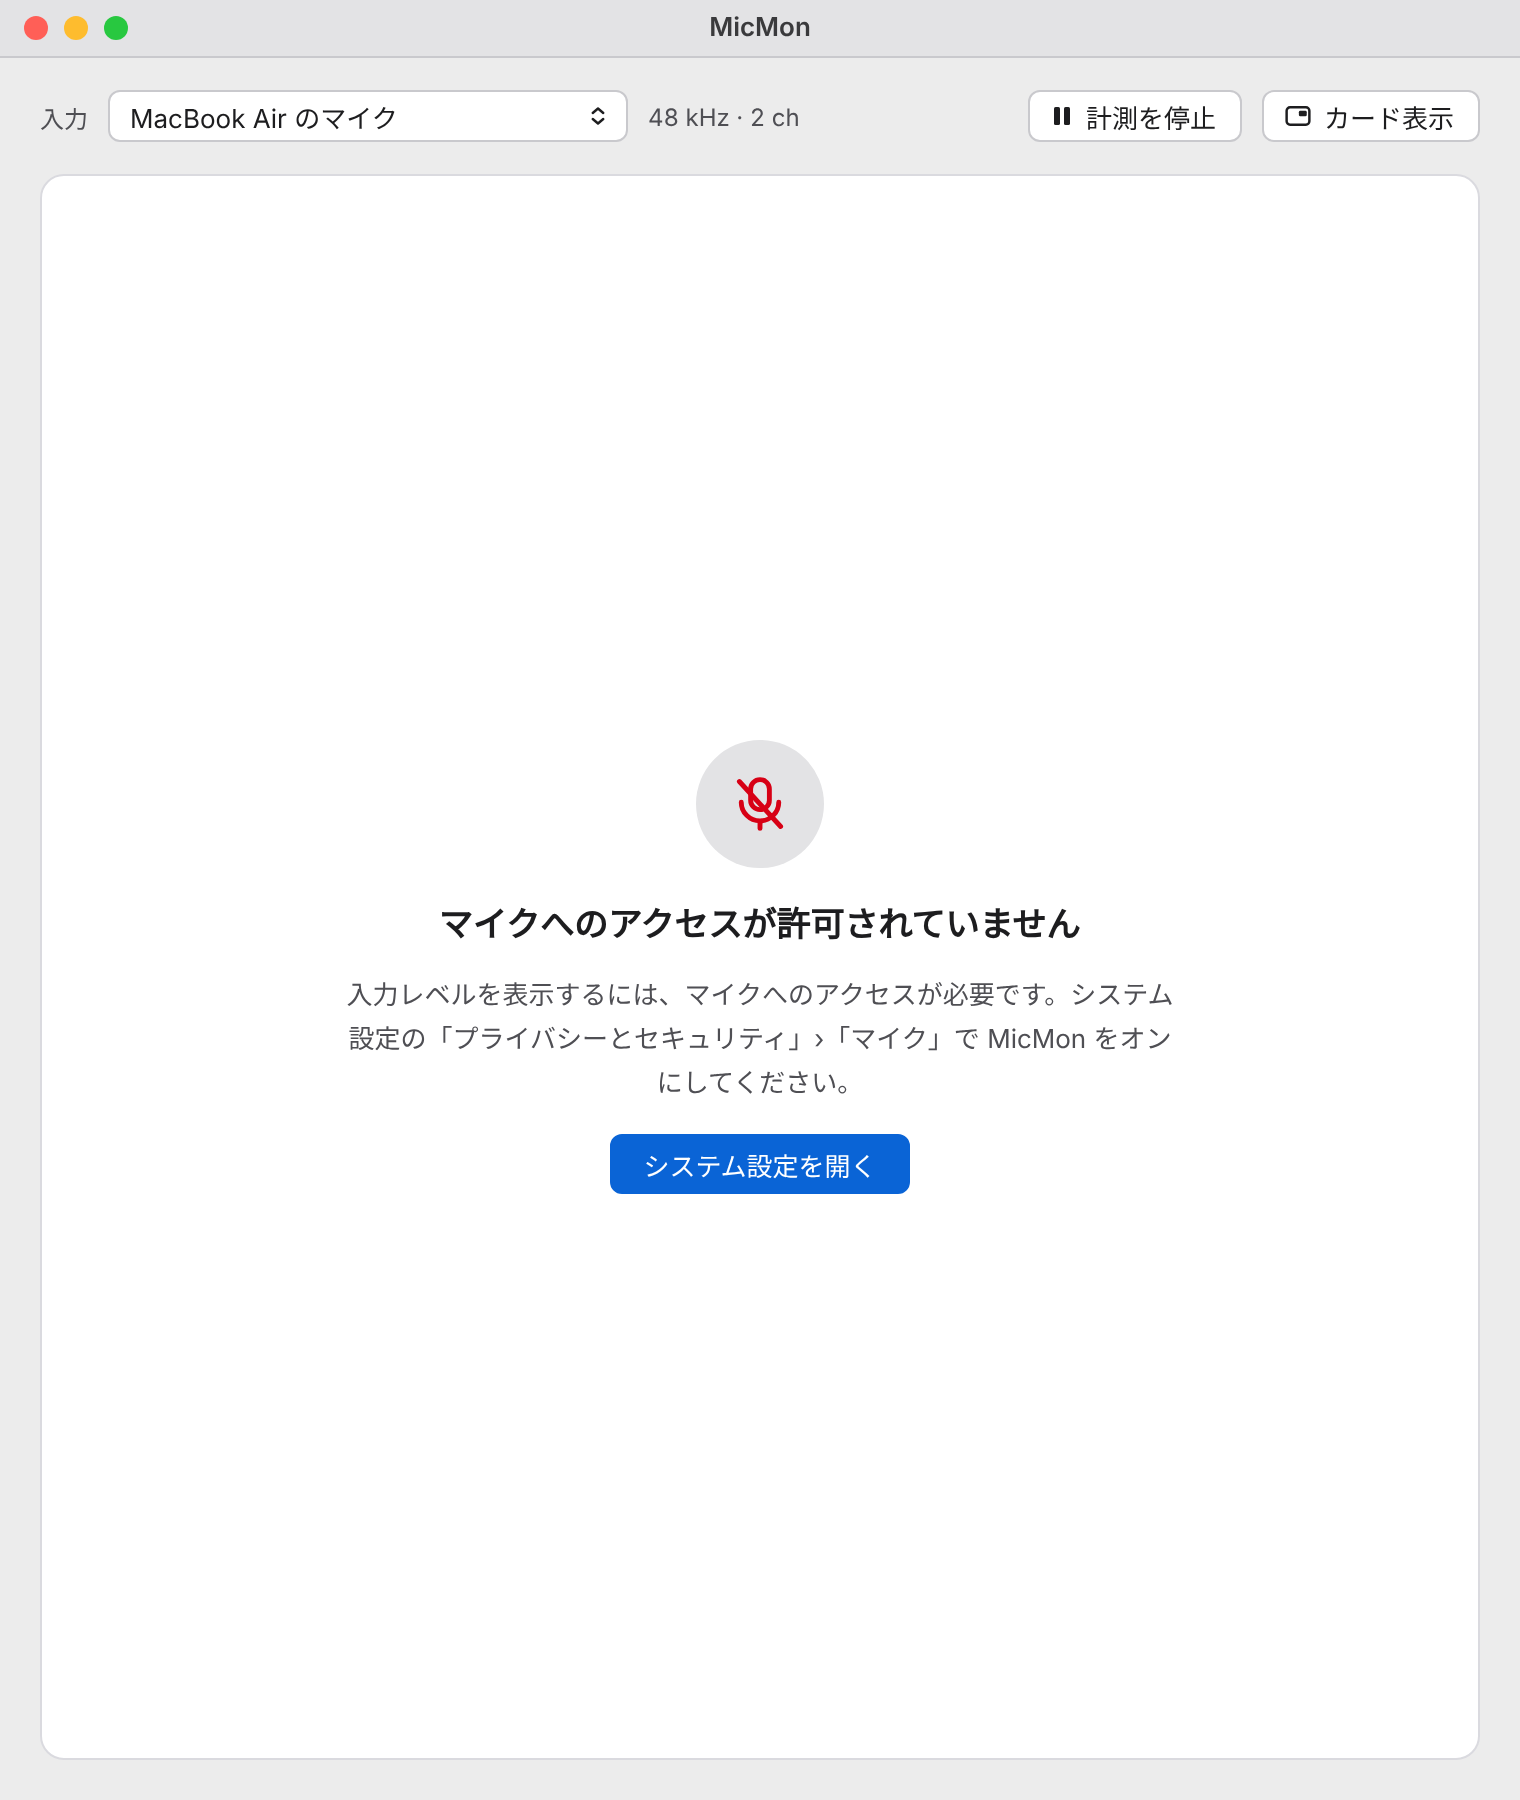 MicMon
入力 MacBook Air のマイク 48 kHz · 2 ch 計測を停止 カード表示
マイクへのアクセスが許可されていません
入力レベルを表示するには、マイクへのアクセスが必要です。システム
設定の「プライバシーとセキュリティ」›「マイク」で MicMon をオン
にしてください。
システム設定を開く